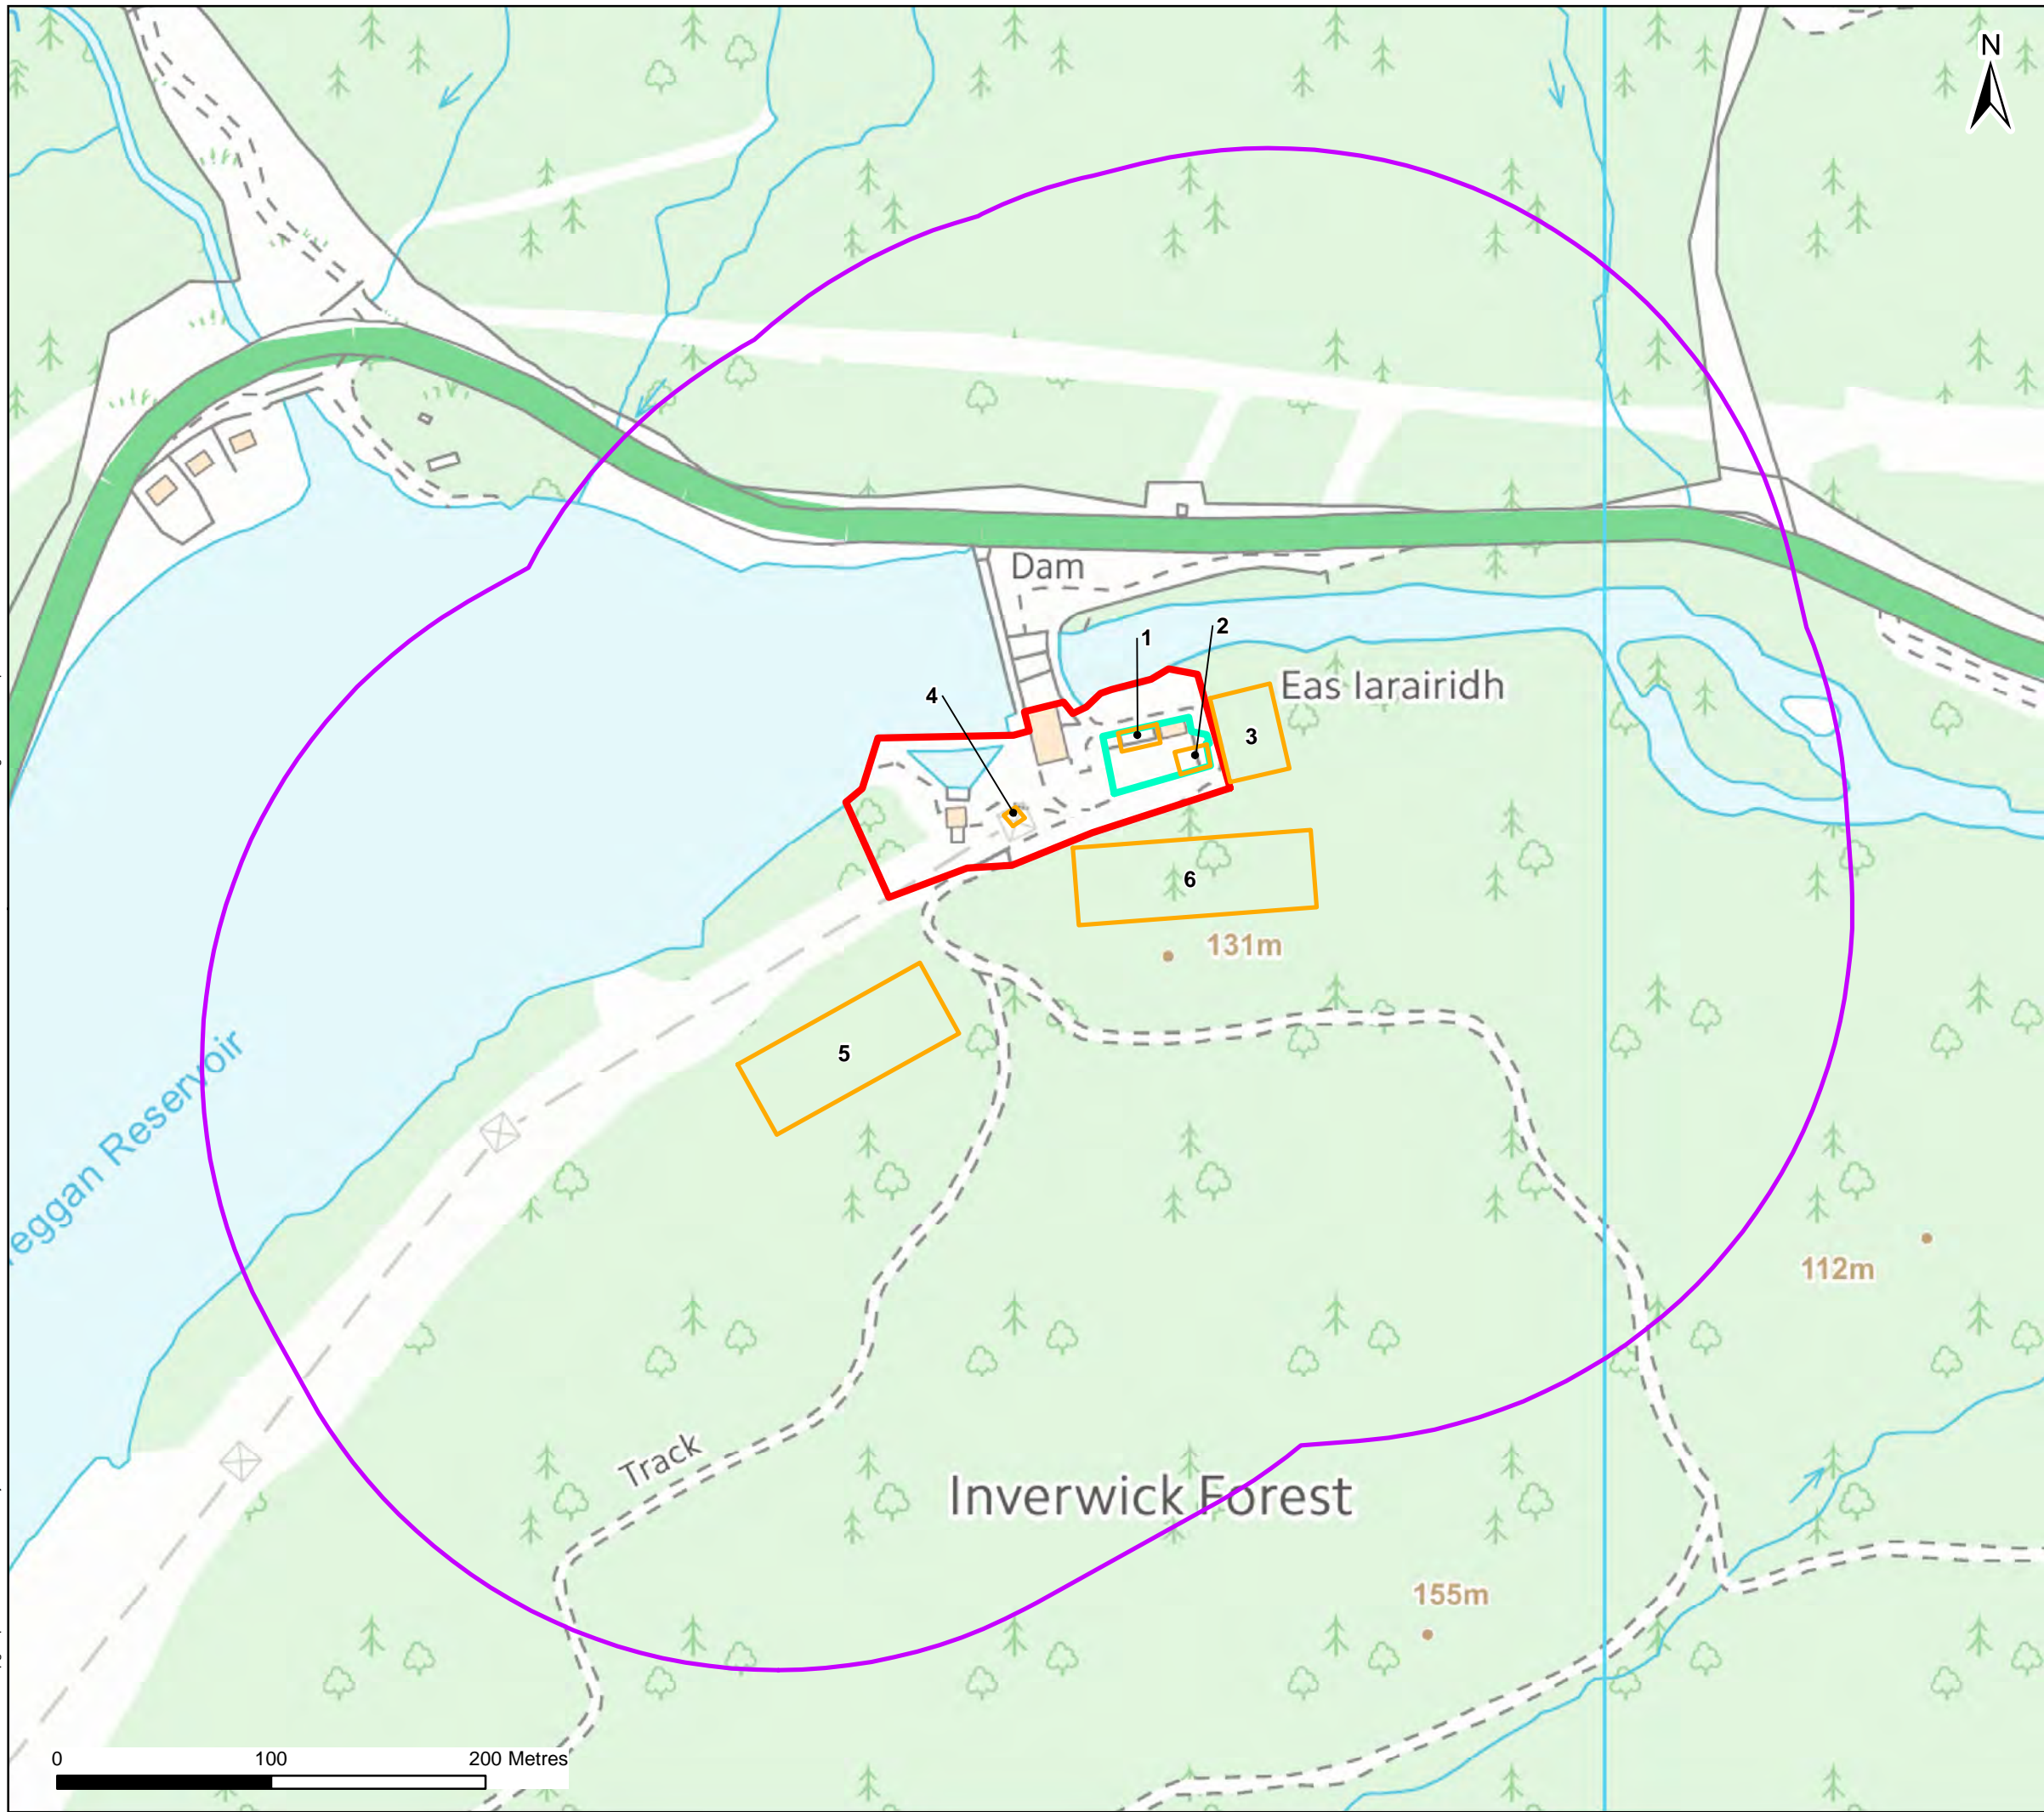 N
Dam
1
2
Eas Iarairidh
4
3
6
131m
5
eggan Reservoir
112m
Track
Inverwick Forest
155m
0 100 200 Metres